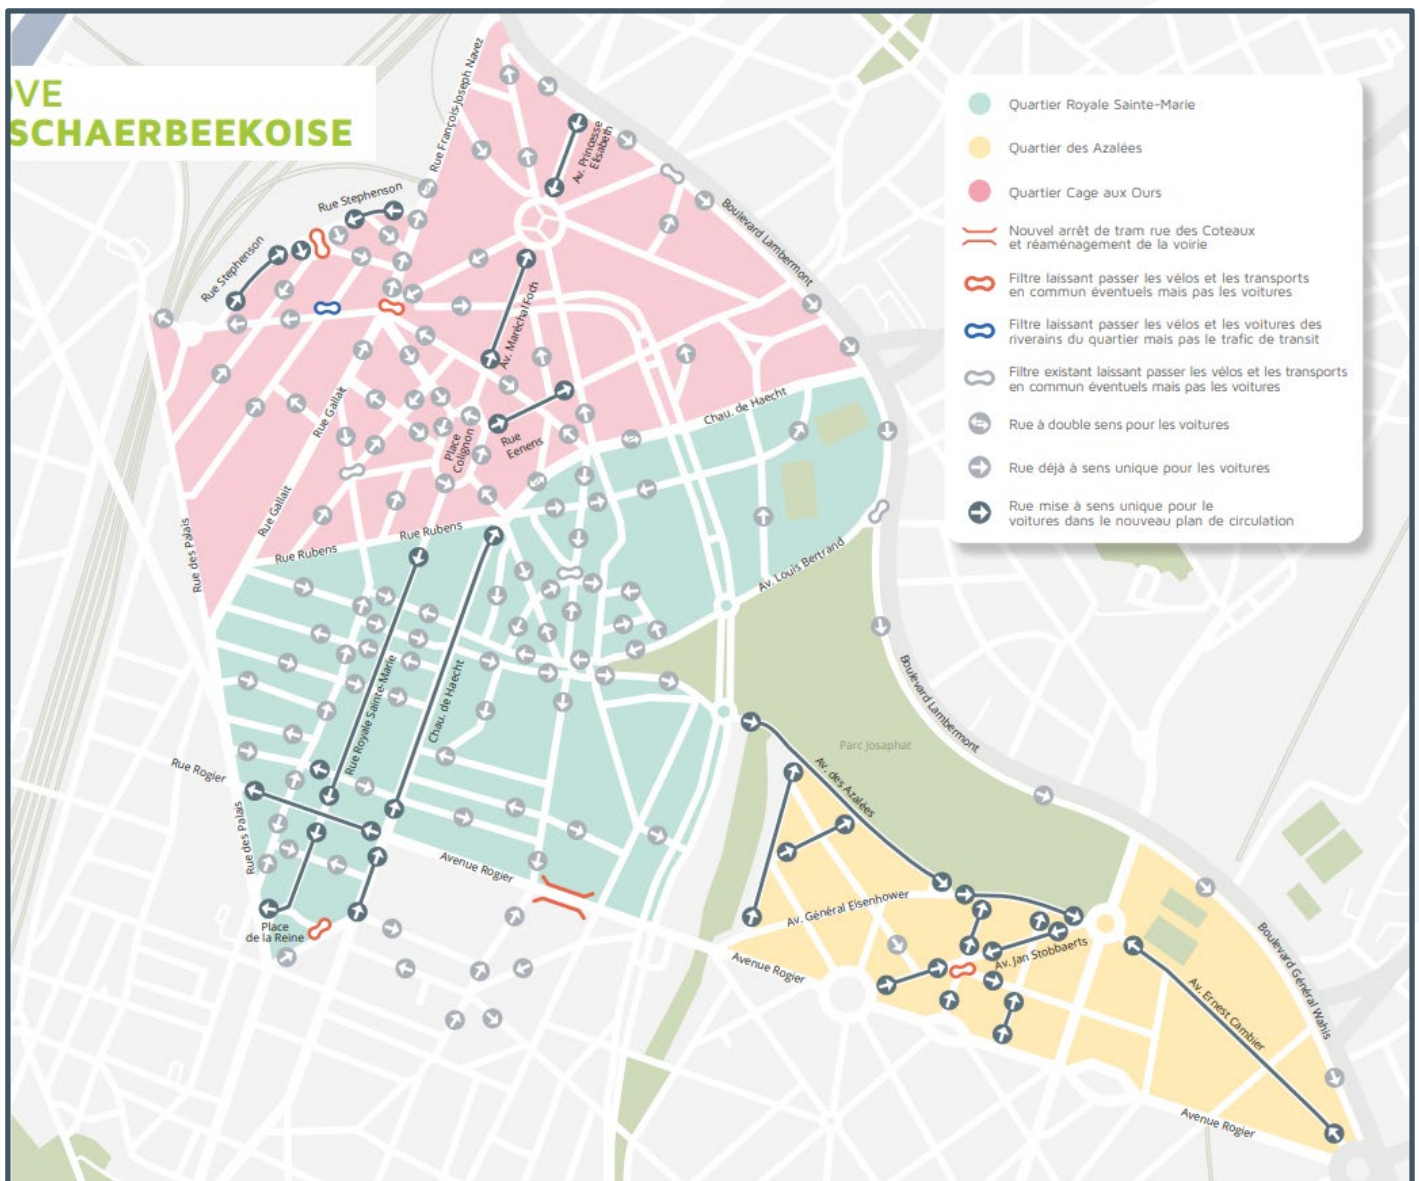 OVE
SCHAERBEEKOISE
Quartier Royale Sainte-Marie
Quartier des Azalées
Quartier Cage aux Ours
Nouvel arrêt de tram rue des Coteaux
et réaménagement de la voirie
Filtre laissant passer les vélos et les transports
en commun éventuels mais pas les voitures
Filtre laissant passer les vélos et les voitures des
riverains du quartier mais pas le trafic de transit
Filtre existant laissant passer les vélos et les transports
en commun éventuels mais pas les voitures
Rue à double sens pour les voitures
Rue déjà à sens unique pour les voitures
Rue mise à sens unique pour le
voitures dans le nouveau plan de circulation
Rue François-Joseph Navez
Av. Princesse
Elisabeth
Rue Stephenson
Rue Stephenson
Boulevard Lambermont
Av. Maréchal Foch
Rue Gallait
Chau. de Haecht
Place
Colignon
Rue
Eenens
Rue Gallait
Rue des Palais
Rue Rubens
Rue Rubens
Av. Louis Bertrand
Rue Royale Sainte-Marie
Chau. de Haecht
Boulevard Lambermont
Parc Josaphat
Rue Rogier
Av. des Azalées
Rue des Palais
Avenue Rogier
Av. Général Eisenhower
Place
de la Reine
Av. Jan Stobbaerts
Avenue Rogier
Av. Ernest Cambier
Boulevard Général Wahis
Avenue Rogier